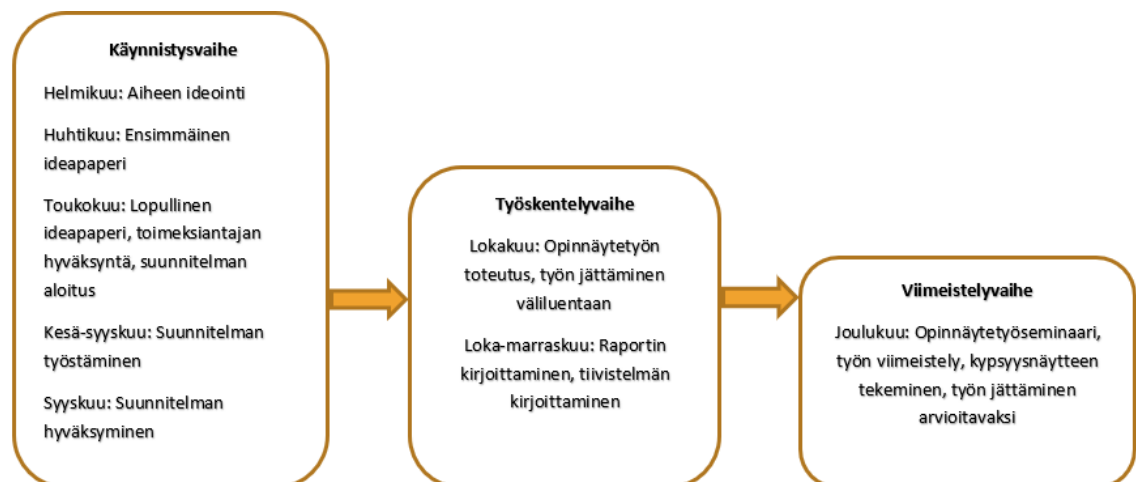 Käynnistysvaihe
Helmikuu: Aiheen ideointi
Huhtikuu: Ensimmäinen
ideapaperi
Toukokuu: Lopullinen
ideapaperi, toimeksiantajan
hyväksyntä, suunnitelman
aloitus
Kesä-syyskuu: Suunnitelman
työstäminen
Syyskuu: Suunnitelman
hyväksyminen
Työskentelyvaihe
Lokakuu: Opinnäytetyön
toteutus, työn jättäminen
väliluentaan
Loka-marraskuu: Raportin
kirjoittaminen, tiivistelmän
kirjoittaminen
Viimeistelyvaihe
Joulukuu: Opinnäytetyöseminaari,
työn viimeistely, kypsyysnäytteen
tekeminen, työn jättäminen
arvioitavaksi